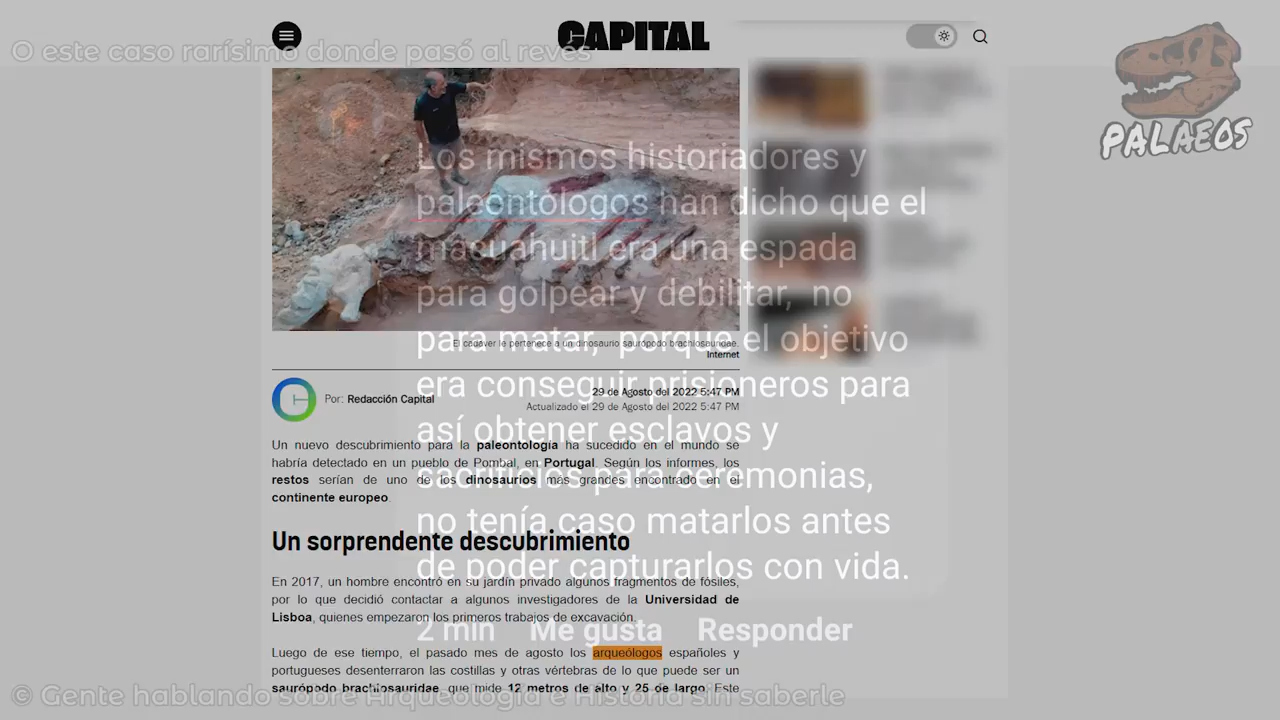 O este caso rarísimo donde pasó al revés
CAPITAL
PALAEOS
Los mismos historiadores y
paleontologos han dicho que el
macuahuitl era una espada
para golpear y debilitar, no
para matar, porque el objetivo
era conseguir prisioneros para
así obtener esclavos y
sacrificios para ceremonias,
no tenía caso matarlos antes
de poder capturarlos con vida.
2 min Me gusta Responder
El cadáver le pertenece a un dinosaurio saurópodo brachiosauridae.
Internet
Por: Redacción Capital
29 de Agosto del 2022 5:47 PM
Actualizado el 29 de Agosto del 2022 5:47 PM
Un nuevo descubrimiento para la paleontología ha sucedido en el mundo se
habría detectado en un pueblo de Pombal, en Portugal. Según los informes, los
restos serían de uno de los dinosaurios más grandes encontrado en el
continente europeo.
Un sorprendente descubrimiento
En 2017, un hombre encontró en su jardín privado algunos fragmentos de fósiles,
por lo que decidió contactar a algunos investigadores de la Universidad de
Lisboa, quienes empezaron los primeros trabajos de excavación.
Luego de ese tiempo, el pasado mes de agosto los arqueólogos españoles y
portugueses desenterraron las costillas y otras vértebras de lo que puede ser un
saurópodo brachiosauridae, que mide 12 metros de alto y 25 de largo. Este
© Gente hablando sobre Arqueología e Historia sin saberle